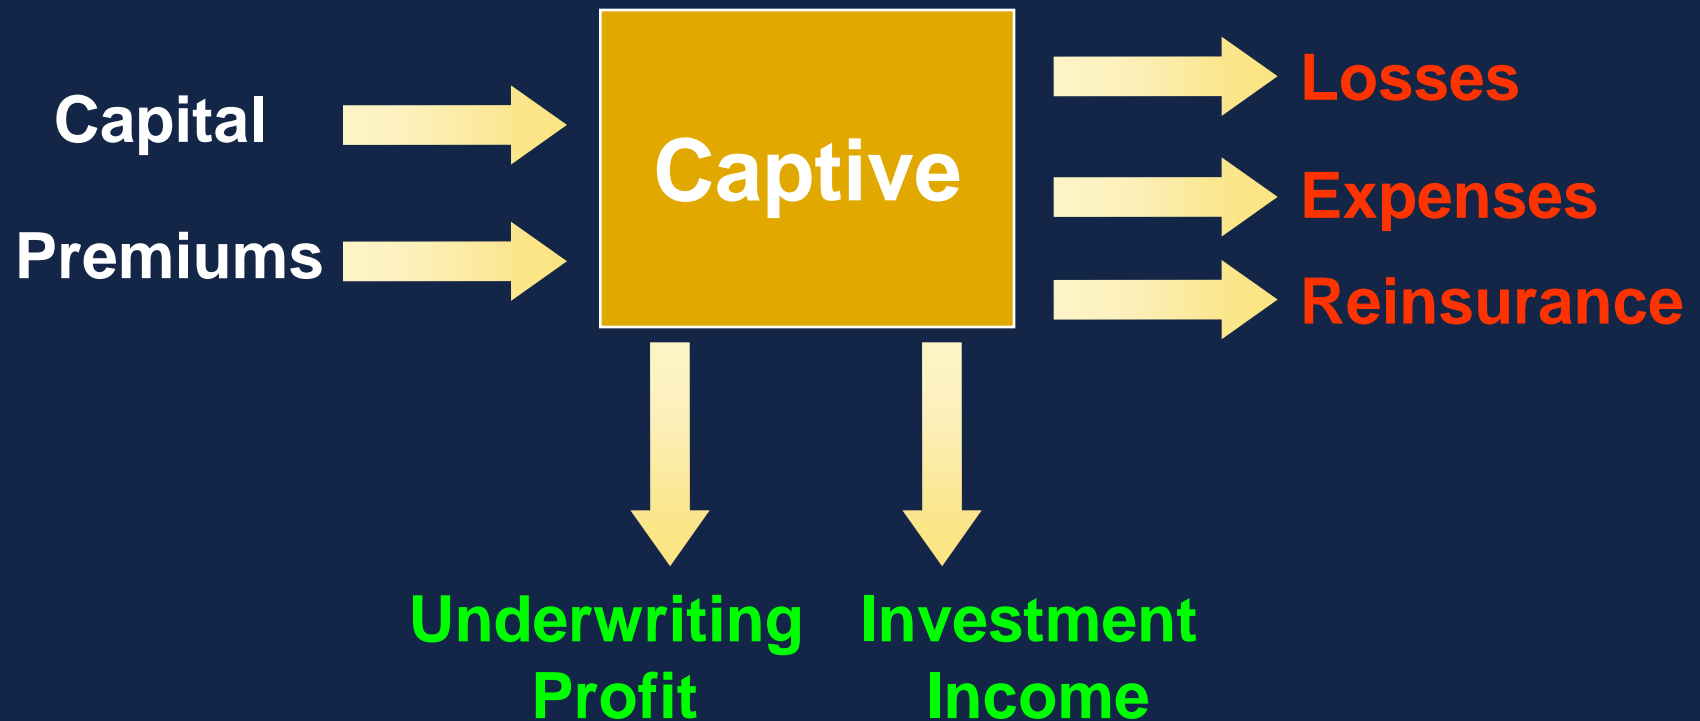 Capital
Premiums
Captive
Losses
Expenses
Reinsurance
Underwriting
Profit
Investment
Income